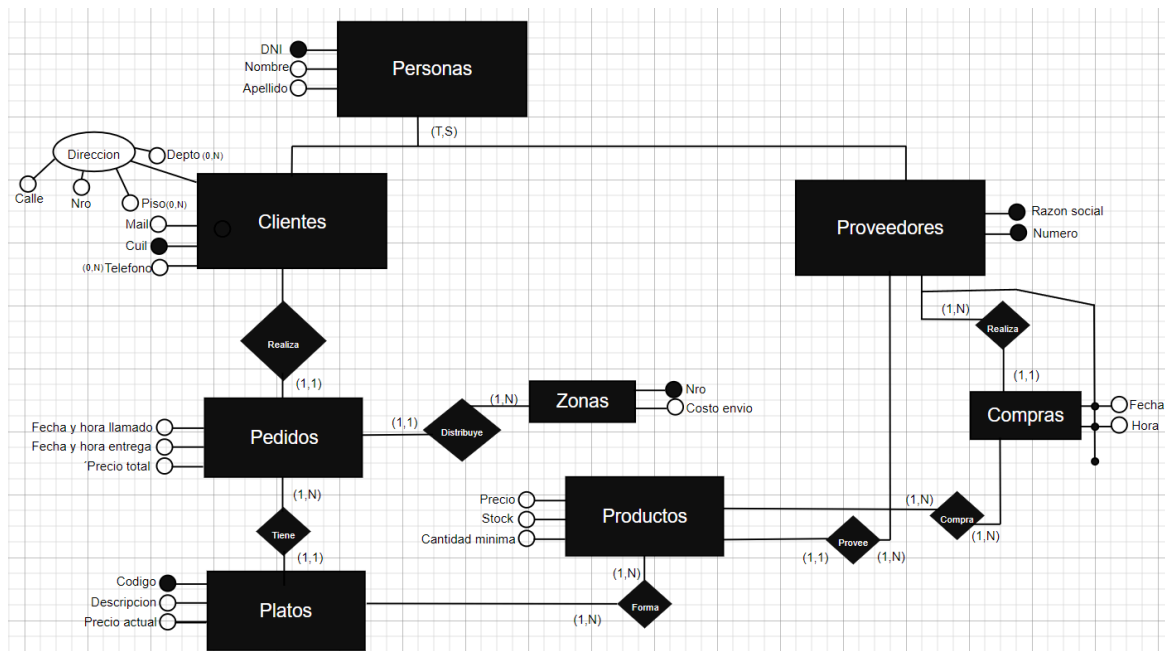 DNI
Nombre
Apellido
Personas
(T,S)
Direccion
Depto (0,N)
Calle
Nro
Piso(0,N)
Mail
Cuil
(0,N)Telefono
Clientes
Proveedores
Razon social
Numero
Realiza
(1,1)
(1,N)
Realiza
(1,1)
Fecha y hora llamado
Fecha y hora entrega
*Precio total
Pedidos
(1,1)
Distribuye
(1,N)
Zonas
Nro
Costo envio
Compras
Fecha
Hora
(1,N)
Tiene
(1,1)
Precio
Stock
Cantidad minima
Productos
(1,N)
Compra
(1,N)
(1,1)
Provee
(1,N)
Codigo
Descripcion
Precio actual
Platos
(1,N)
Forma
(1,N)